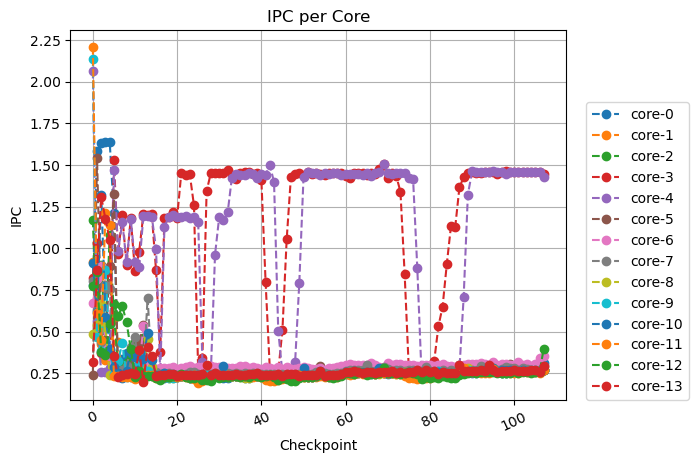 IPC per Core
IPC
2.25
2.00
1.75
1.50
1.25
1.00
0.75
0.50
0.25
0
20
40
60
80
100
Checkpoint
core-0
core-1
core-2
core-3
core-4
core-5
core-6
core-7
core-8
core-9
core-10
core-11
core-12
core-13